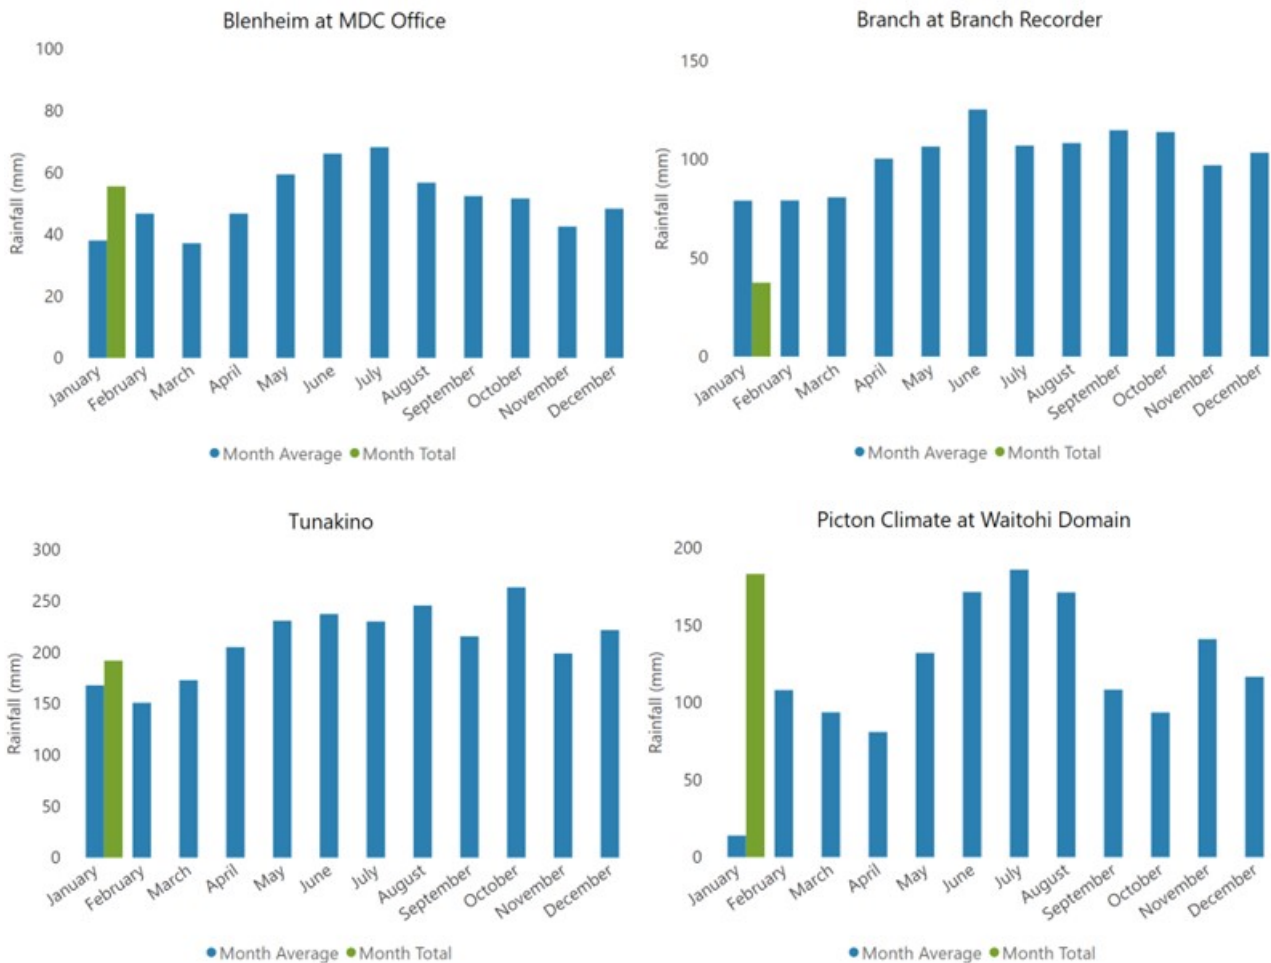 Blenheim at MDC Office
100
80
60
40
20
0
Rainfall (mm)
January
February
March
April
May
June
July
August
September
October
November
December
Month Average
Month Total
Branch at Branch Recorder
150
100
50
0
Rainfall (mm)
January
February
March
April
May
June
July
August
September
October
November
December
Month Average
Month Total
Tunakino
300
250
200
150
100
50
0
Rainfall (mm)
January
February
March
April
May
June
July
August
September
October
November
December
Month Average
Month Total
Picton Climate at Waitohi Domain
200
150
100
50
0
Rainfall (mm)
January
February
March
April
May
June
July
August
September
October
November
December
Month Average
Month Total